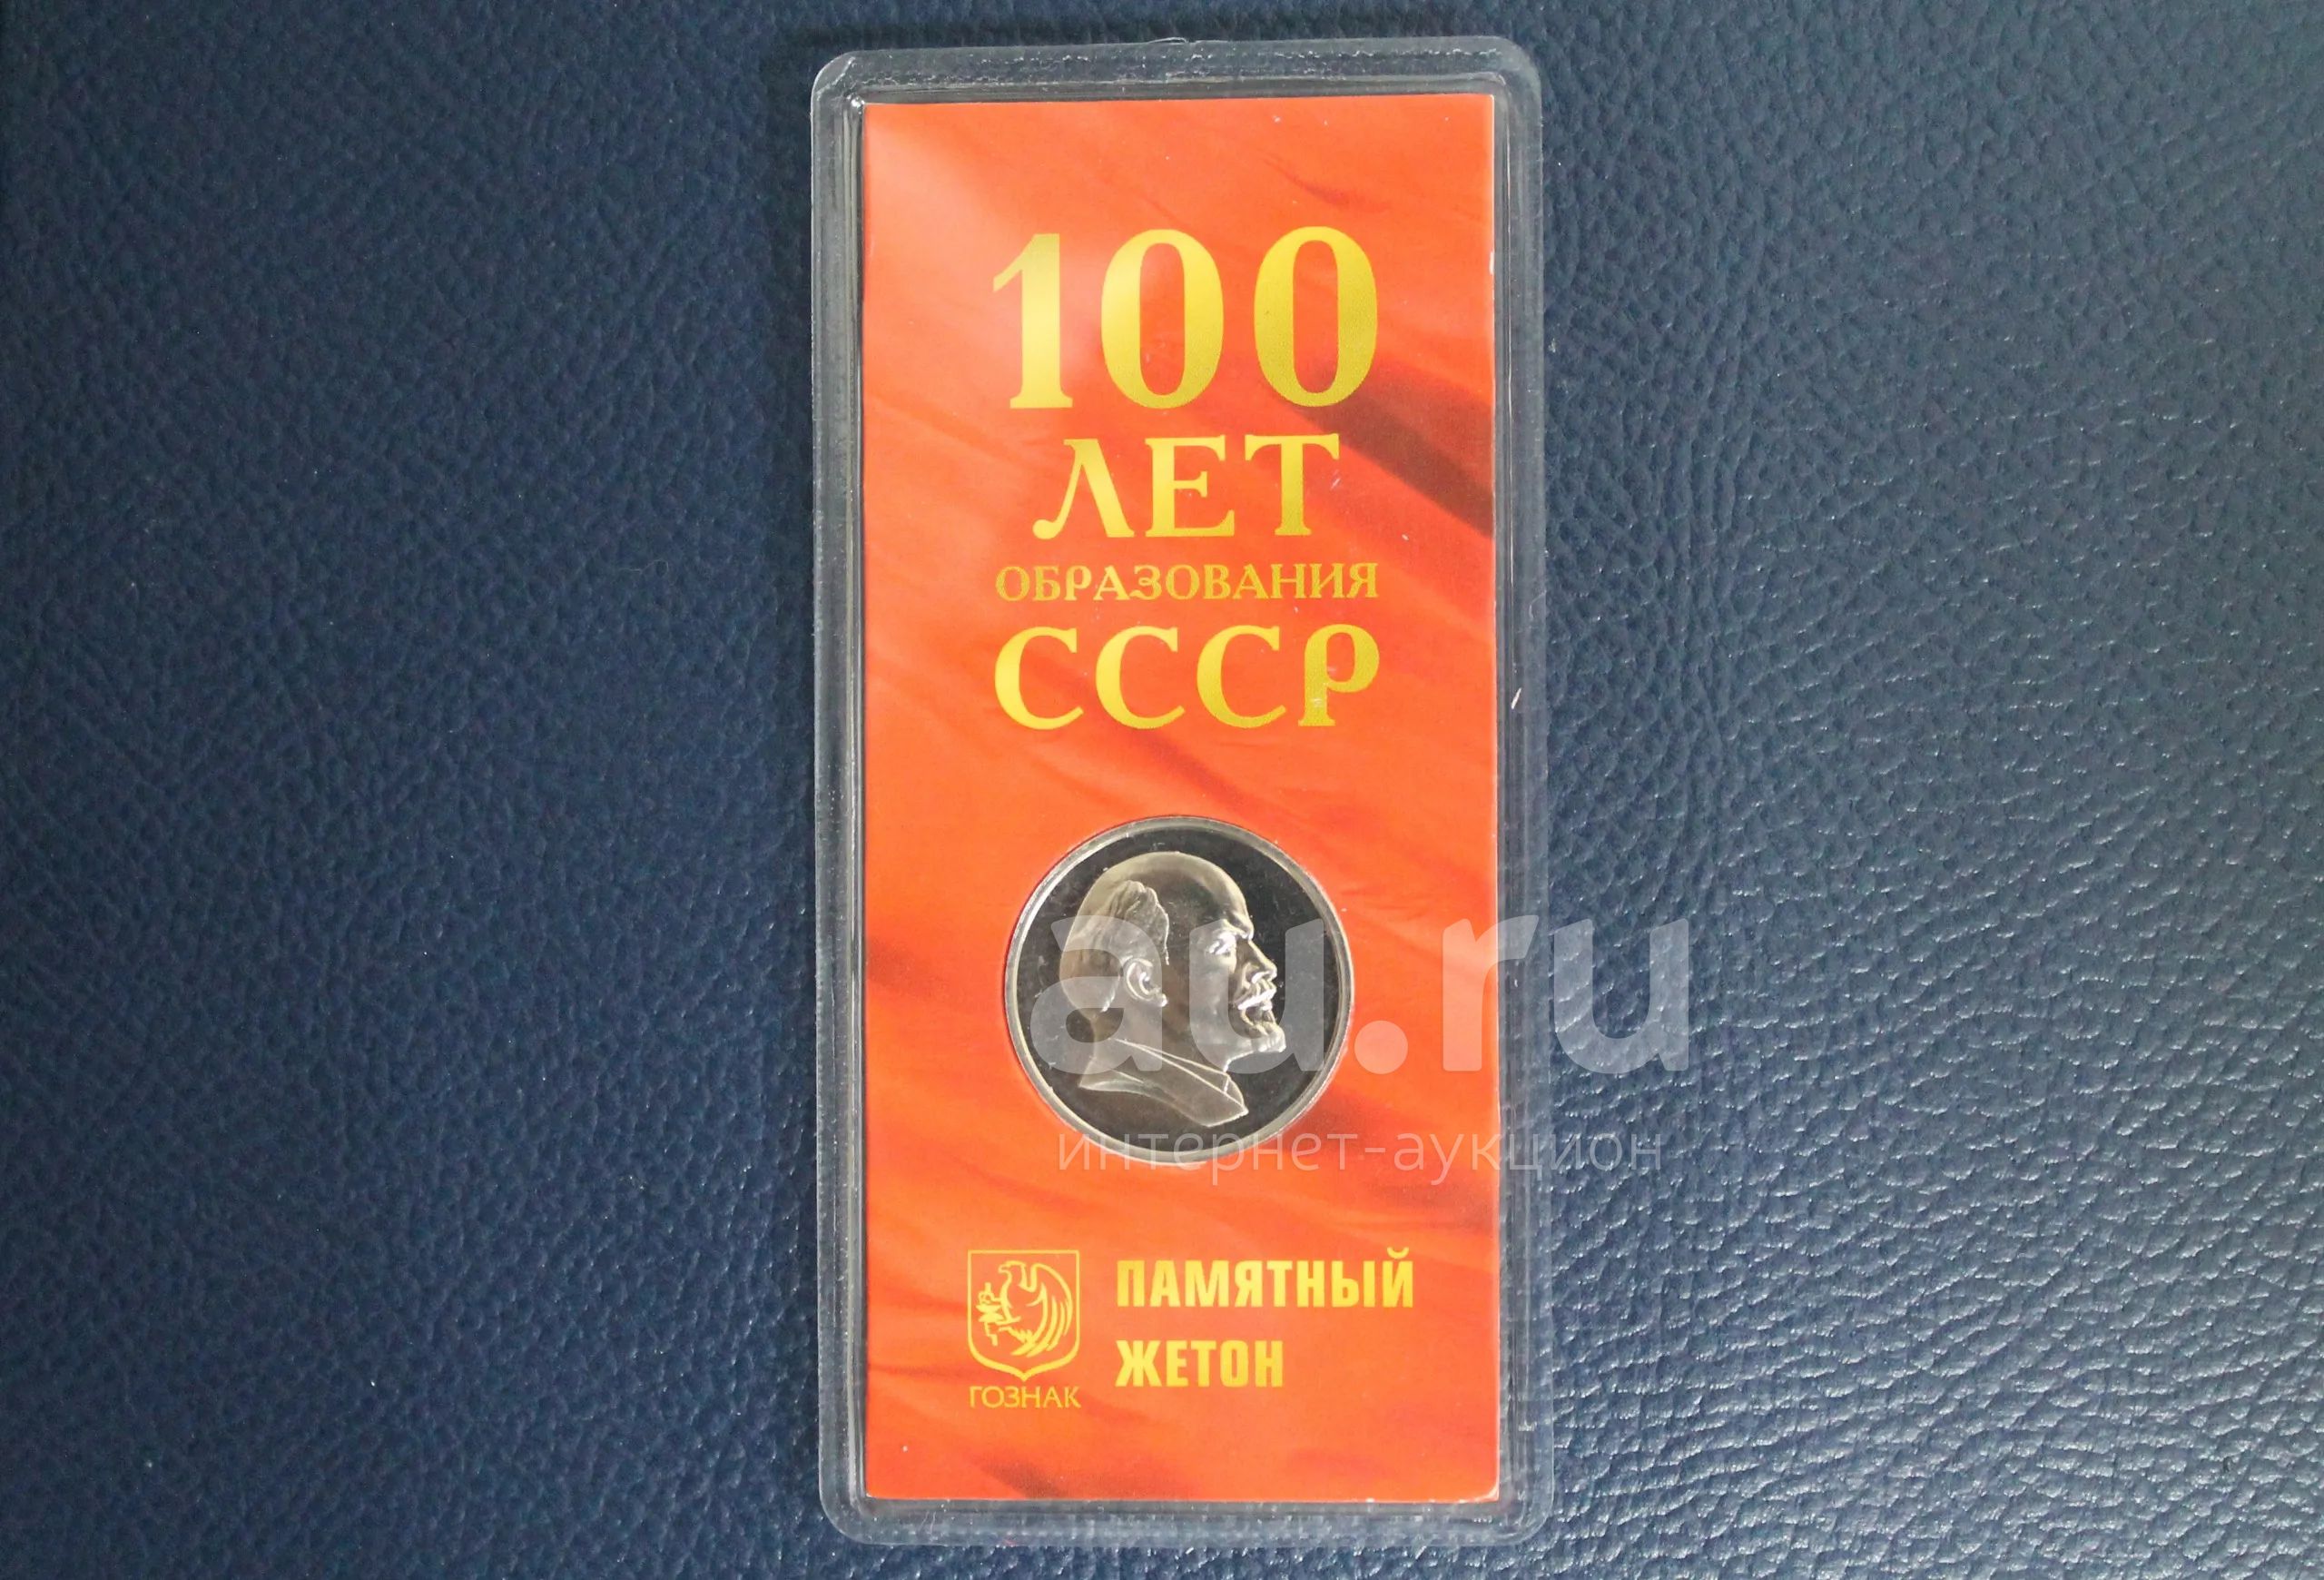 100
ЛЕТ
ОБРАЗОВАНИЯ
СССР
au.ru
интернет-аукцион
ПАМЯТНЫЙ
ЖЕТОН
ГОЗНАК